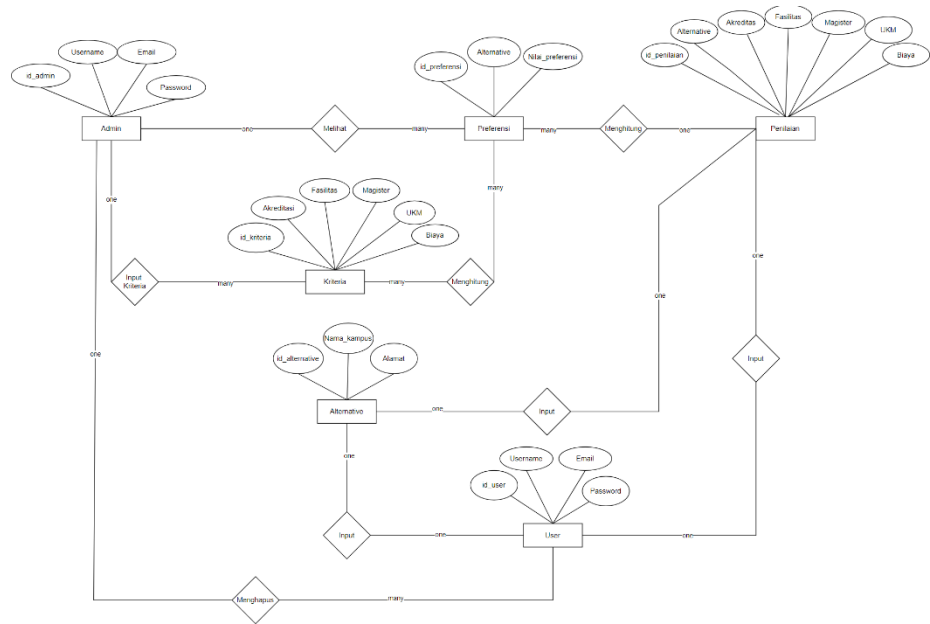 Fasilitas
Akreditas
Magister
Alternative
UKM
id_penilaian
Biaya
Username
Email
id_admin
Password
Alternative
id_preferensi
Nilai_preferensi
Admin
one
Melihat
many
Preferensi
many
Menghitung
one
Penilaian
one
many
Fasilitas
Magister
Akreditasi
UKM
id_kriteria
Biaya
one
Input
Kriteria
many
Kriteria
many
Menghitung
one
one
Nama_kampus
id_alternative
Alamat
Input
Alternative
one
Input
one
Username
Email
id_user
Password
Input
one
User
one
Menghapus
many